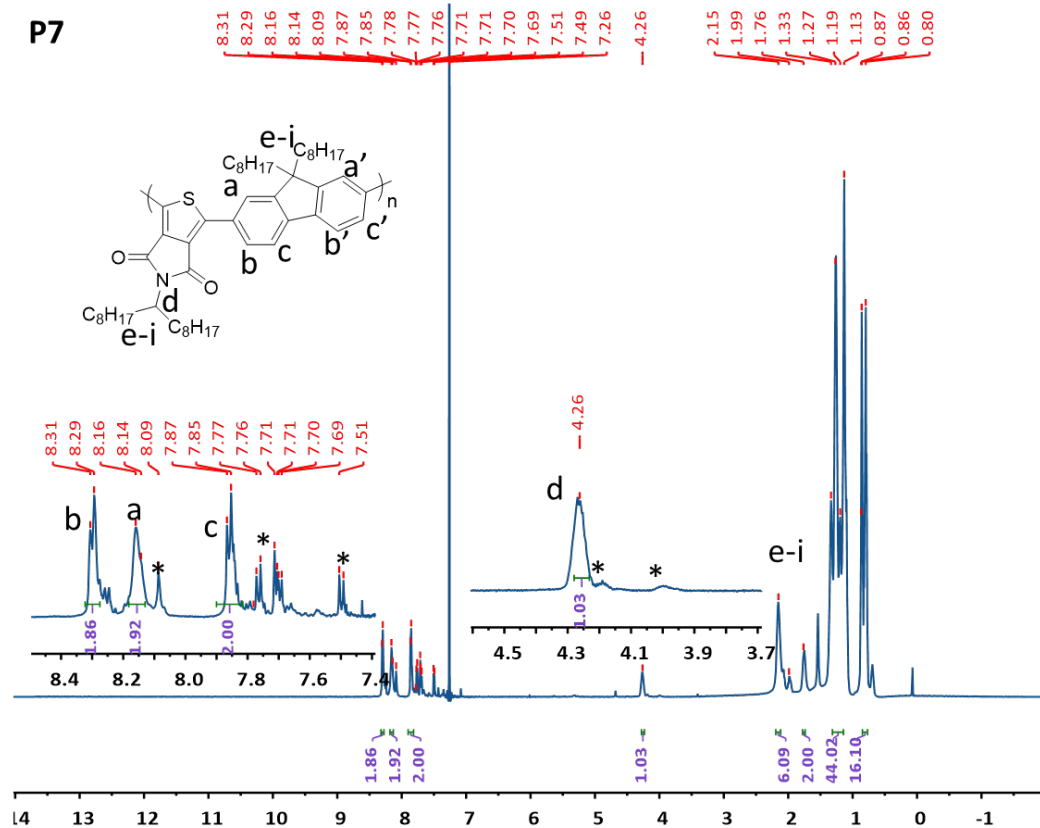 P7
8.31 8.29 8.16 8.14 8.09 7.87 7.85 7.78 7.77 7.76 7.71 7.71 7.70 7.69 7.51 7.49 7.26
4.26
2.15 1.99 1.76 1.33 1.27 1.19 1.13 0.87 0.86 0.80
e-i
C8H17 C8H17 a'
a
( S ) n
b' c'
b c
O O
N d
C8H17 C8H17
e-i
8.31 8.29 8.16 8.14 8.09 7.87 7.85 7.77 7.76 7.71 7.71 7.70 7.69 7.51
b a c * * *
1.86 1.92 2.00
8.4 8.2 8.0 7.8 7.6 7.4
4.26
d * *
1.03
4.5 4.3 4.1 3.9 3.7
e-i
1.86 1.92 2.00 1.03 6.09 2.00 44.02 16.10
14 13 12 11 10 9 8 7 6 5 4 3 2 1 0 -1